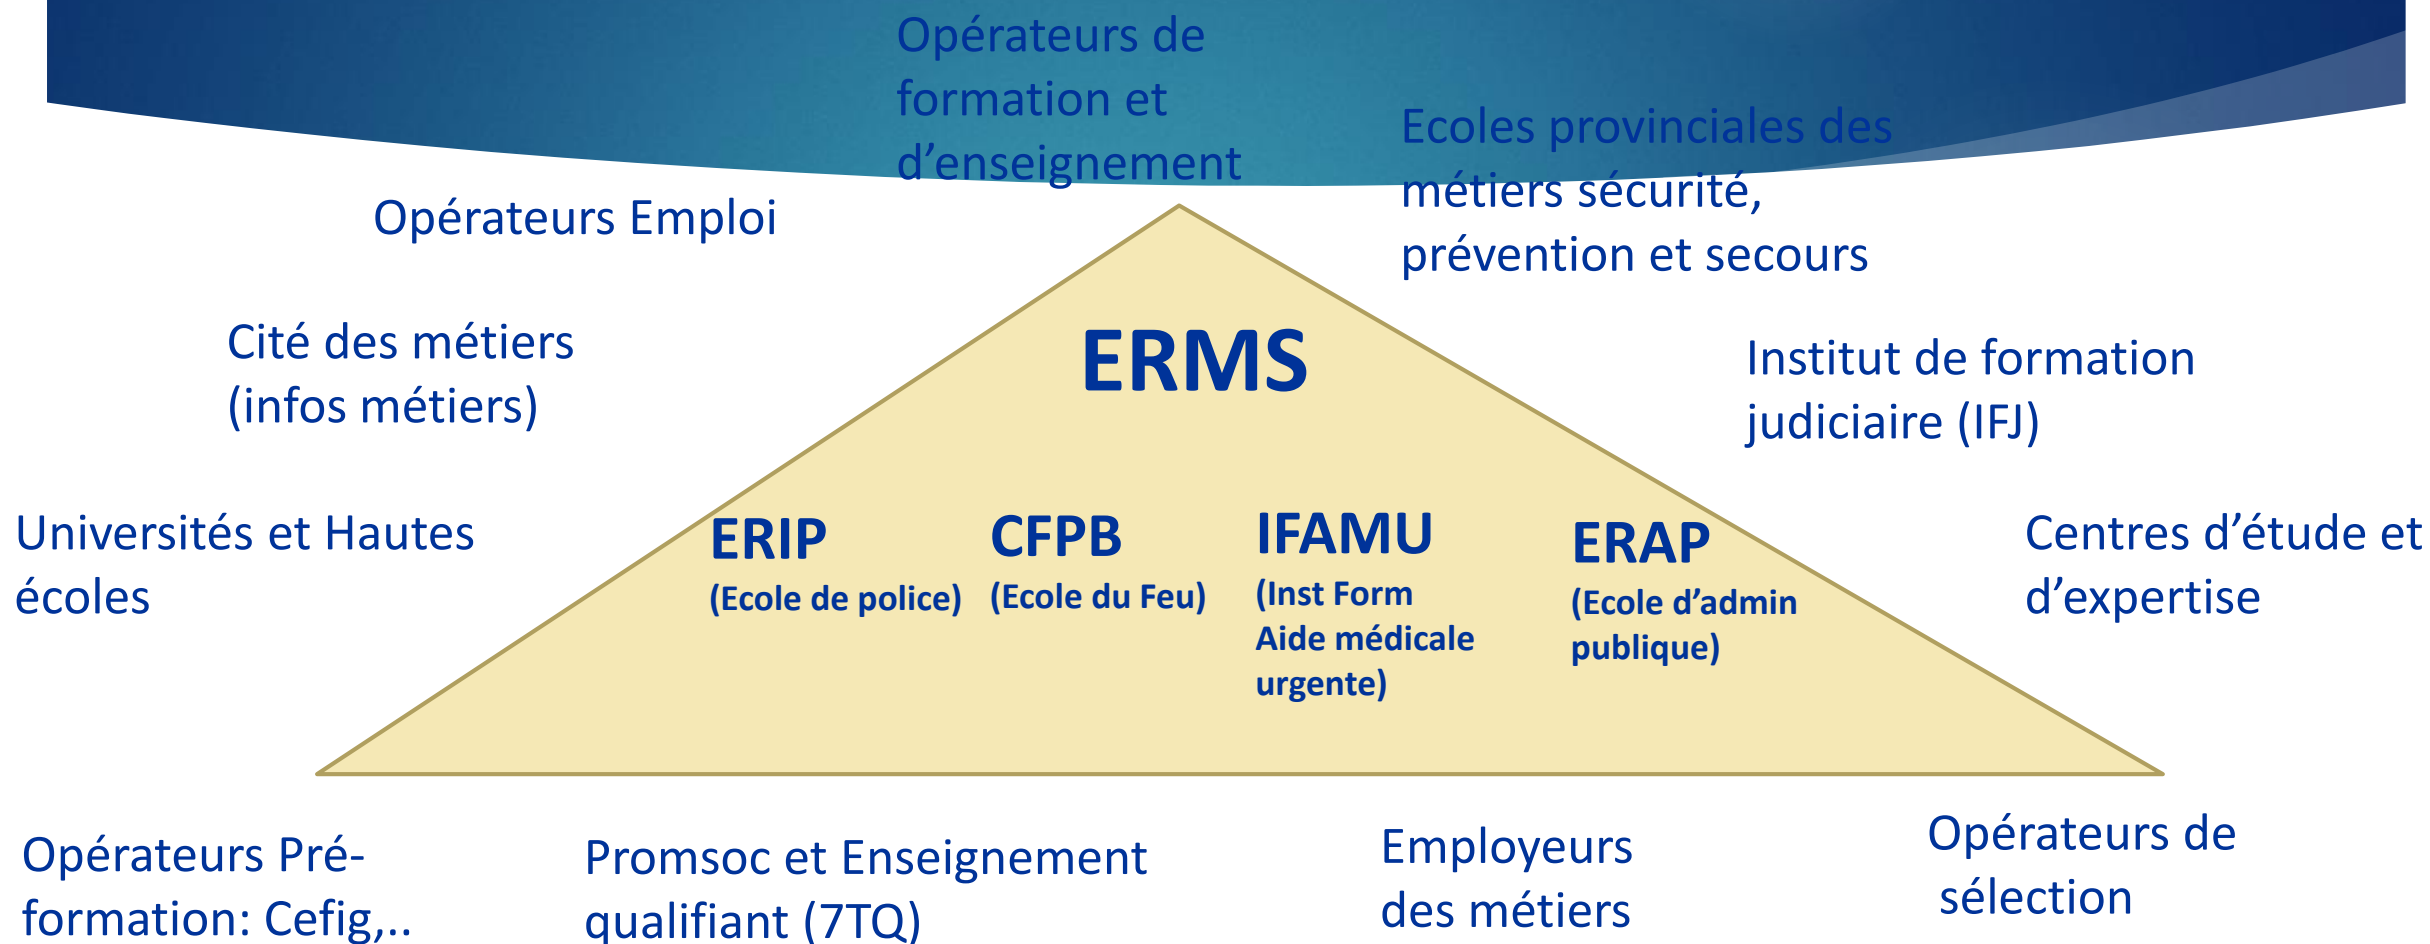 Opérateurs de
formation et
d’enseignement
Ecoles provinciales des
métiers sécurité,
prévention et secours
Opérateurs Emploi
Cité des métiers
(infos métiers)
ERMS
Institut de formation
judiciaire (IFJ)
Universités et Hautes
écoles
ERIP
(Ecole de police)
CFPB
(Ecole du Feu)
IFAMU
(Inst Form
Aide médicale
urgente)
ERAP
(Ecole d’admin
publique)
Centres d’étude et
d’expertise
Opérateurs Pré-
formation: Cefig,..
Promsoc et Enseignement
qualifiant (7TQ)
Employeurs
des métiers
Opérateurs de
sélection